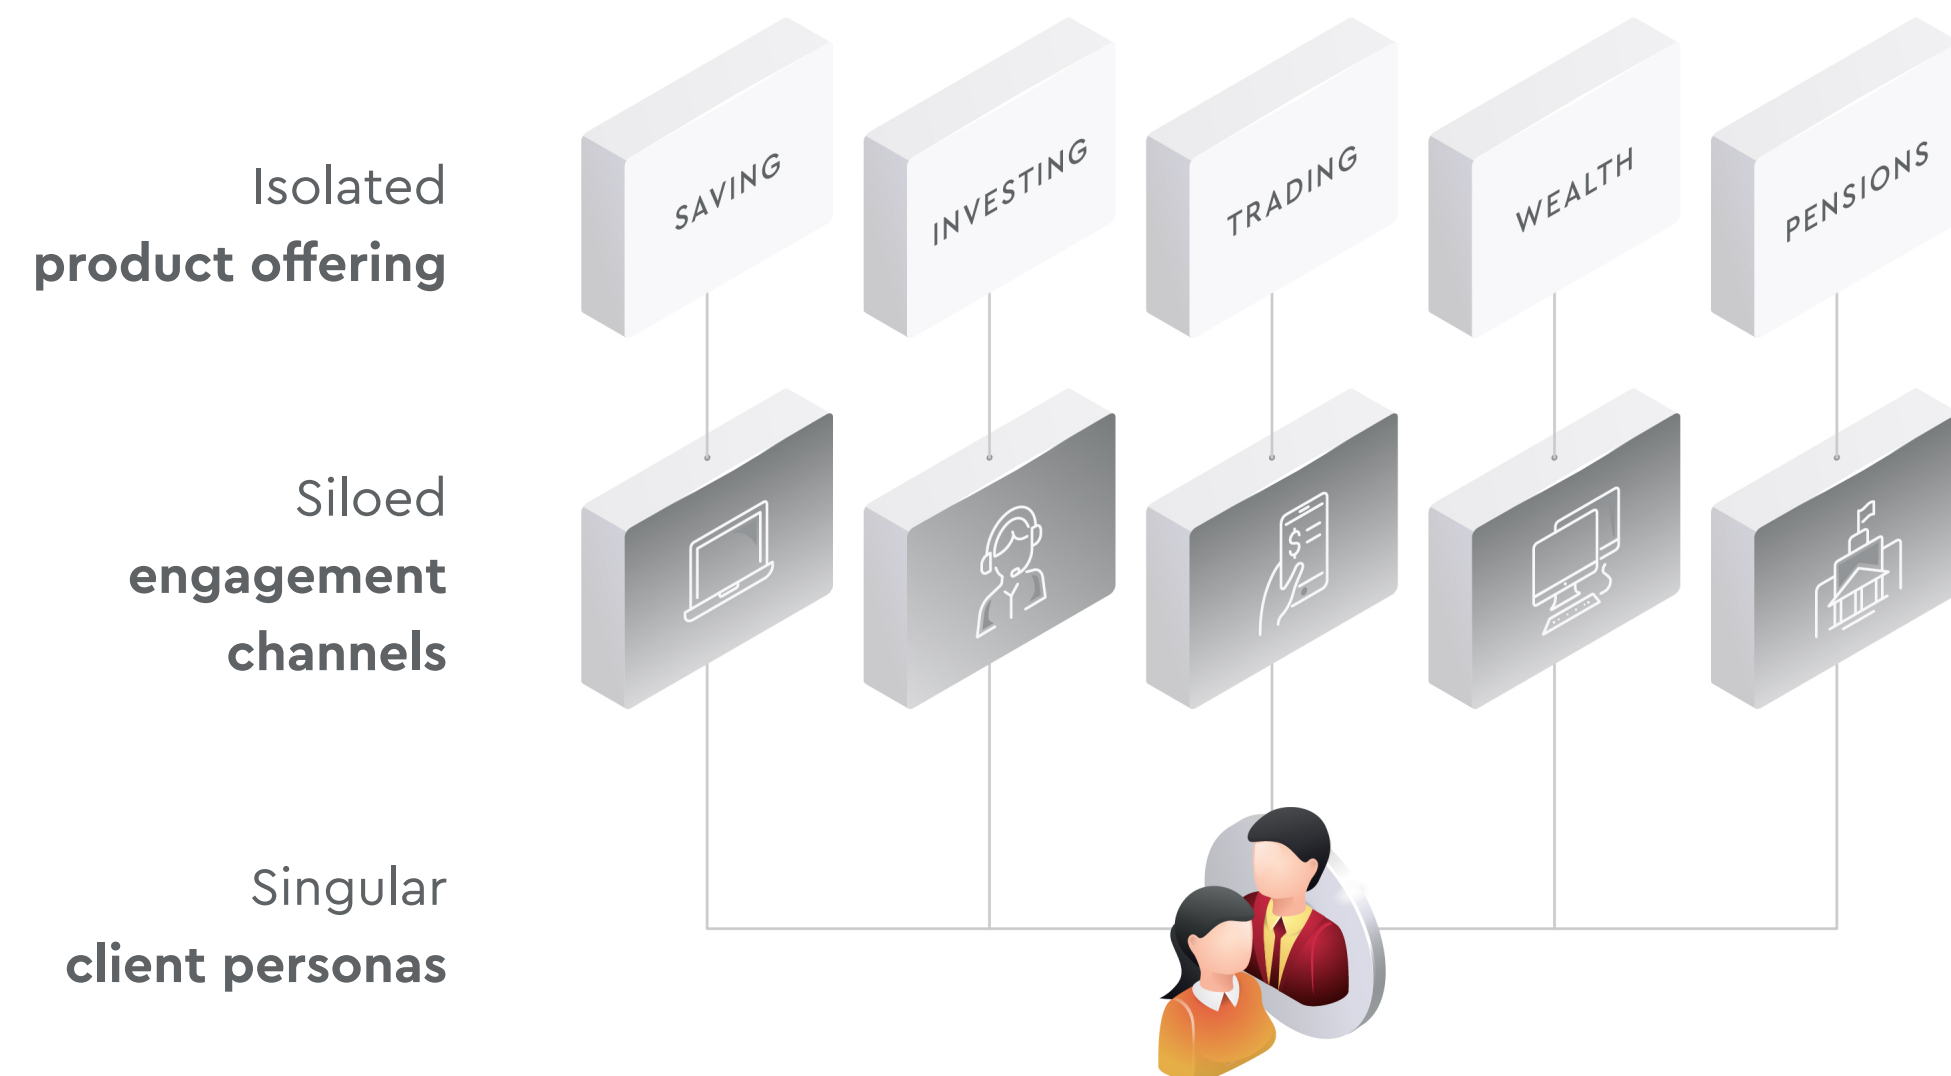 Isolated
product offering
SAVING
INVESTING
TRADING
WEALTH
PENSIONS
Siloed
engagement
channels
$
Singular
client personas